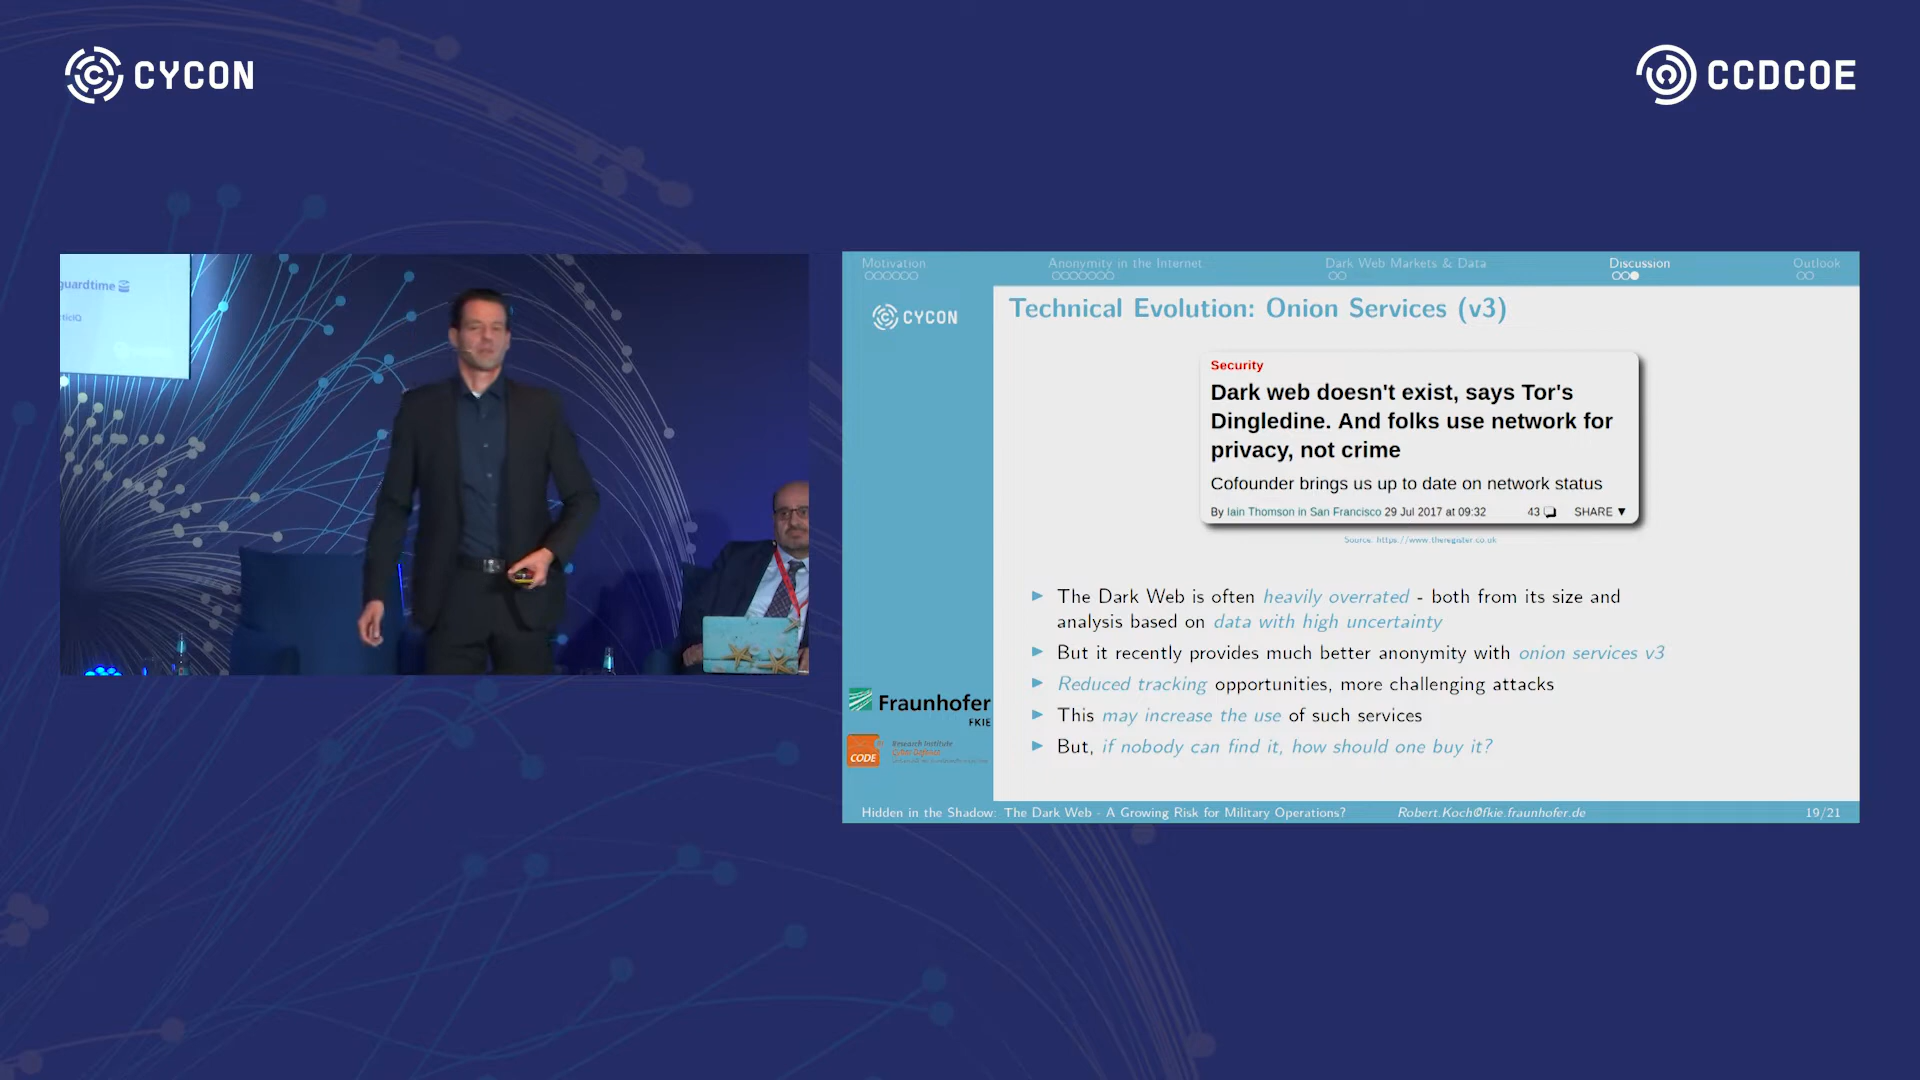 CYCON
CCDCOE
guardtime
Motivation
Anonymity in the Internet
Dark Web Markets & Data
Discussion
Outlook
CYCON
Technical Evolution: Onion Services (v3)
Security
Dark web doesn't exist, says Tor's
Dingledine. And folks use network for
privacy, not crime
Cofounder brings us up to date on network status
By Iain Thomson in San Francisco 29 Jul 2017 at 09:32
43
SHARE ▼
Source: https://www.theregister.co.uk
► The Dark Web is often heavily overrated - both from its size and
analysis based on data with high uncertainty
► But it recently provides much better anonymity with onion services v3
► Reduced tracking opportunities, more challenging attacks
► This may increase the use of such services
► But, if nobody can find it, how should one buy it?
Fraunhofer
FKIE
CODE
Research Institute
Cyber Defence
Hidden in the Shadow: The Dark Web - A Growing Risk for Military Operations?
Robert.Koch@fkie.fraunhofer.de
19/21